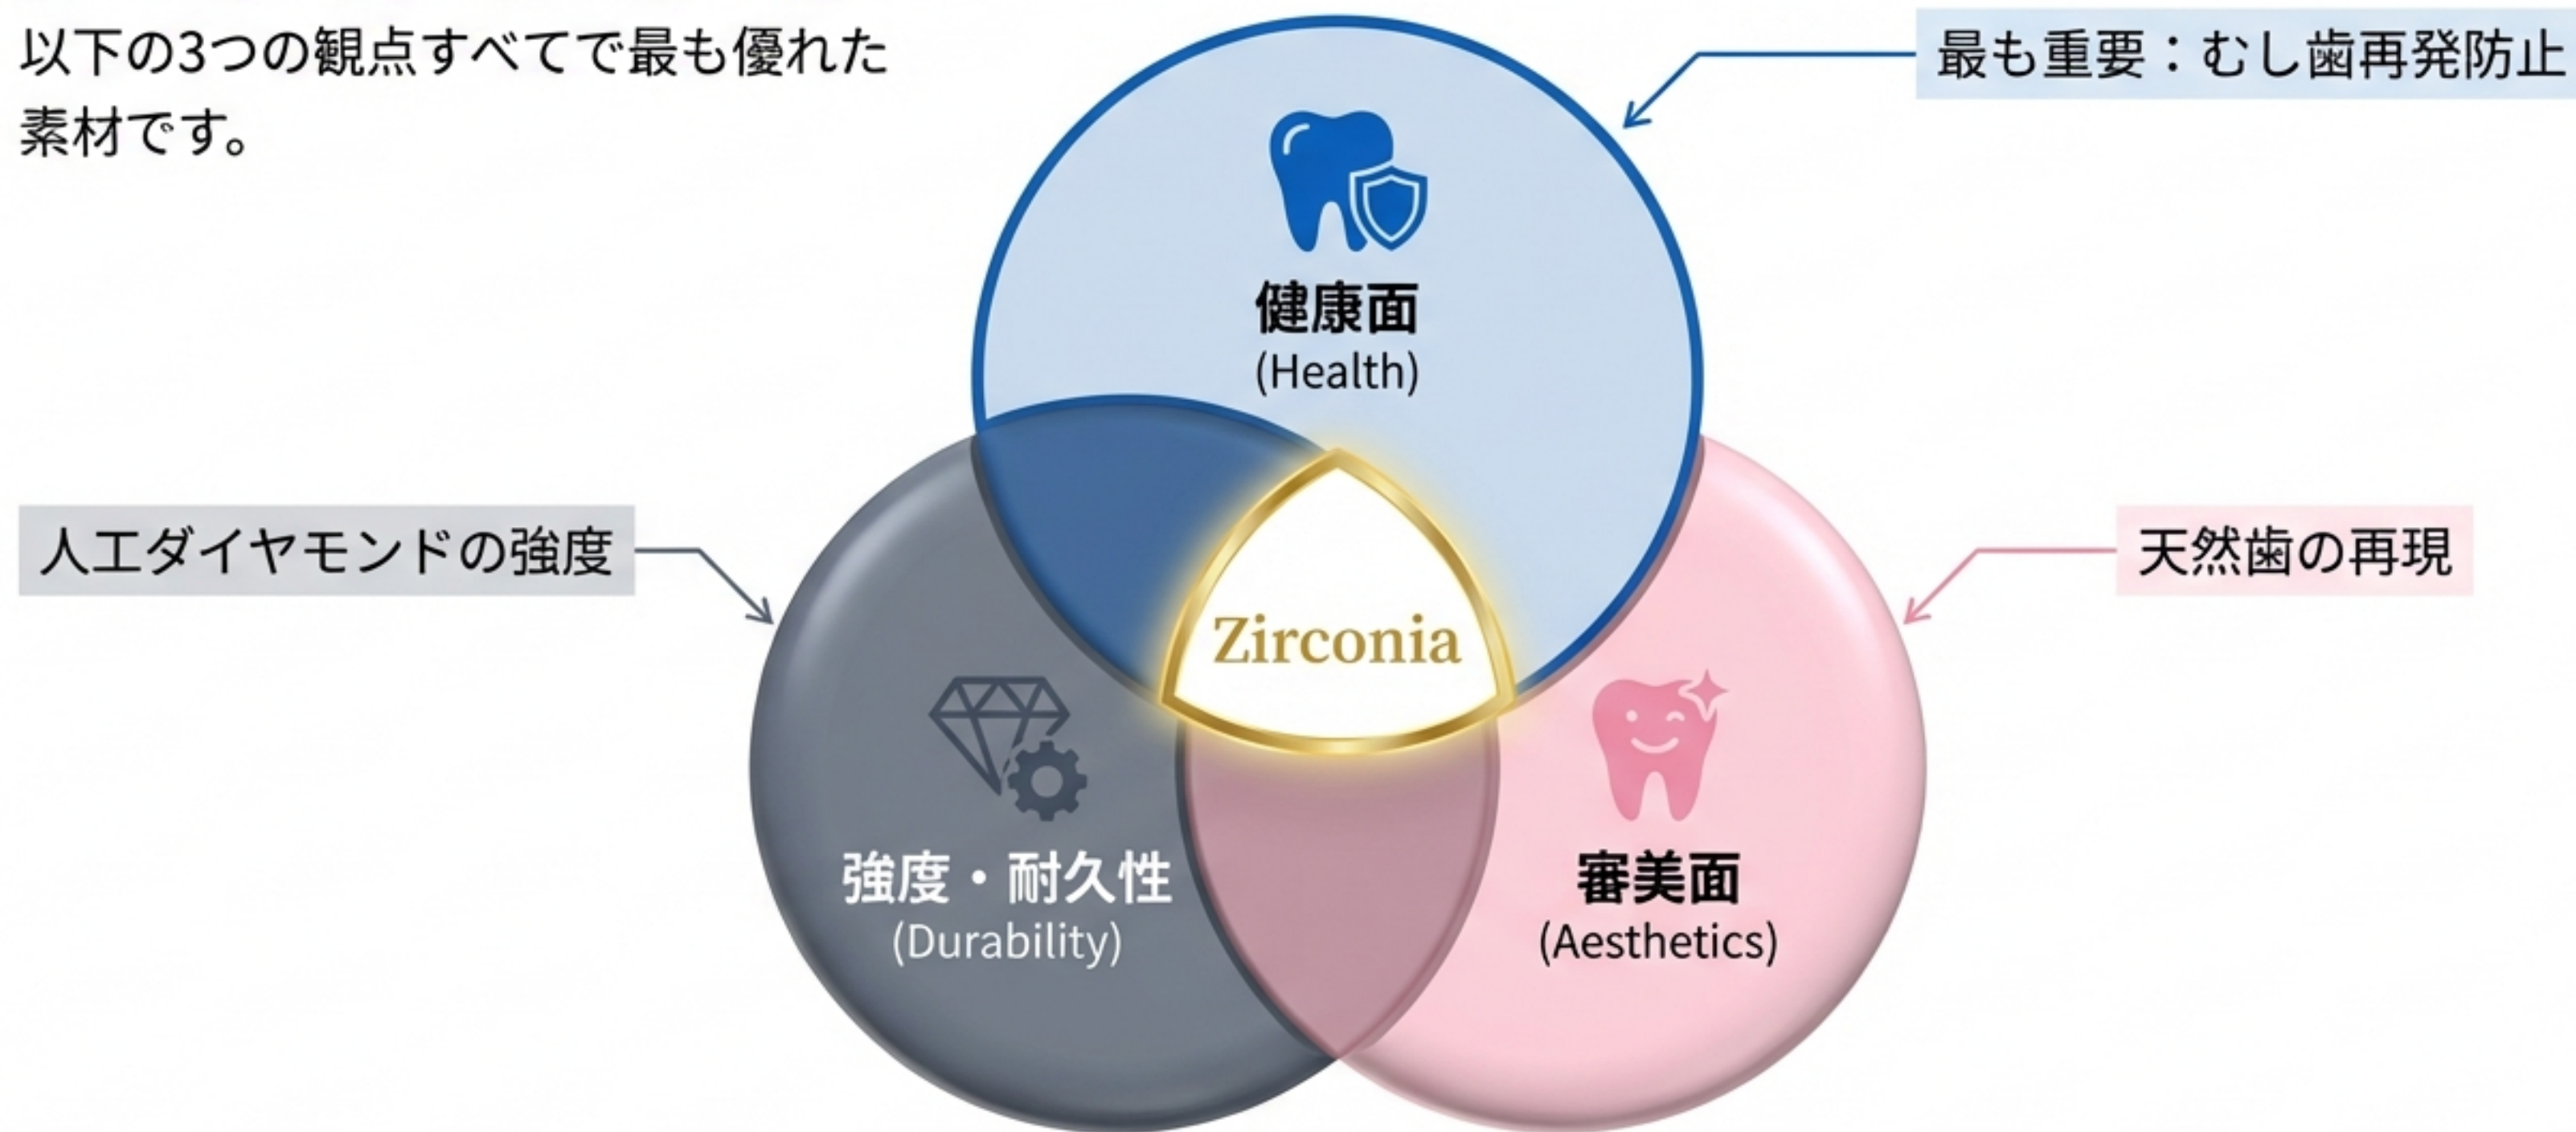 以下の3つの観点すべてで最も優れた
素材です。
最も重要：むし歯再発防止
健康面
(Health)
人工ダイヤモンドの強度
天然歯の再現
Zirconia
強度・耐久性
(Durability)
審美面
(Aesthetics)